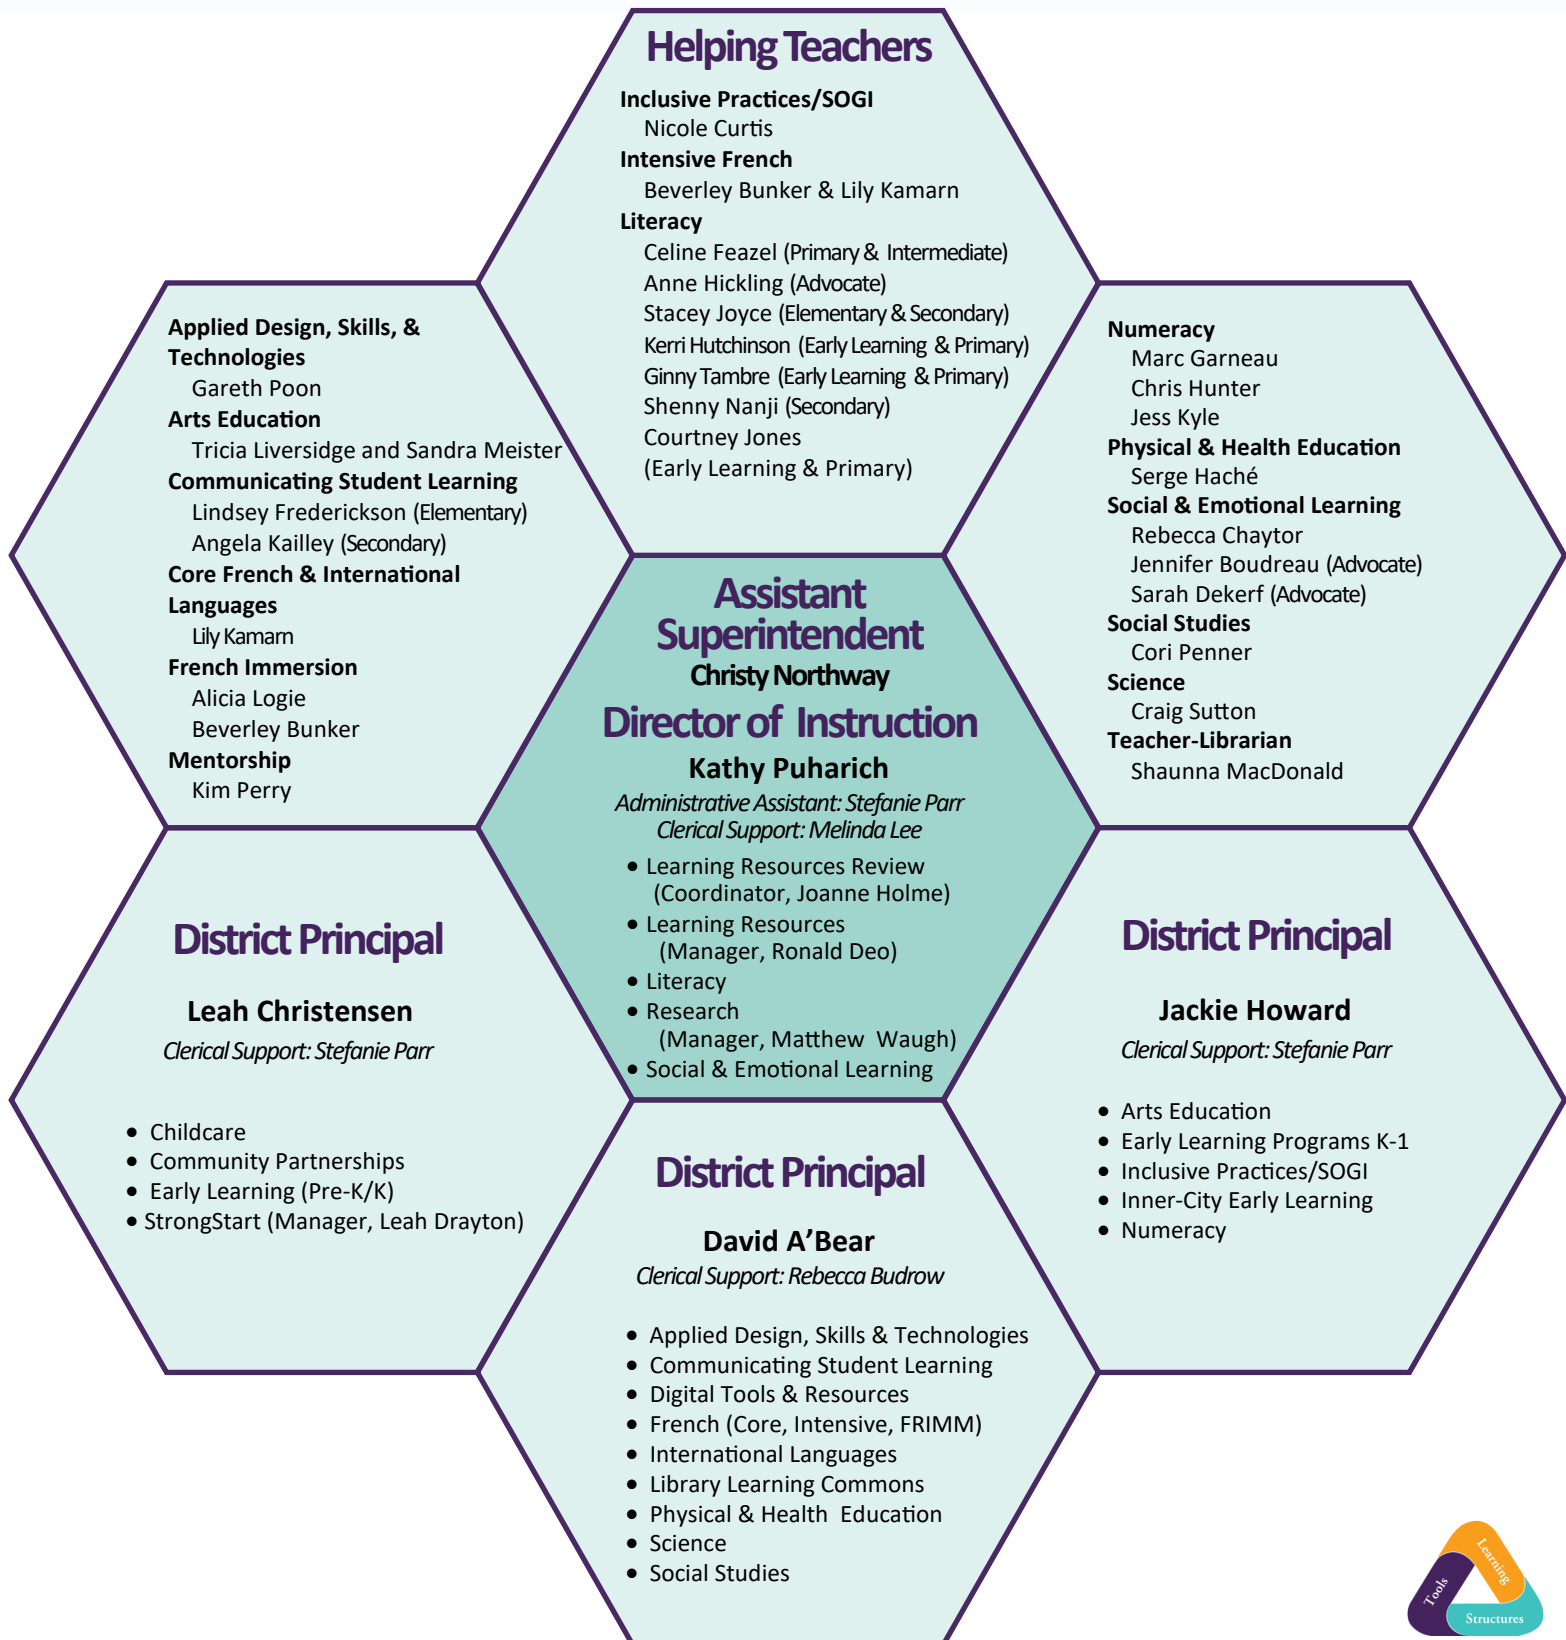 Helping Teachers
Inclusive Practices/SOGI
Nicole Curtis
Intensive French
Beverley Bunker & Lily Kamarn
Literacy
Celine Feazel (Primary & Intermediate)
Anne Hickling (Advocate)
Stacey Joyce (Elementary & Secondary)
Kerri Hutchinson (Early Learning & Primary)
Ginny Tambre (Early Learning & Primary)
Shenny Nanji (Secondary)
Courtney Jones
(Early Learning & Primary)
Applied Design, Skills, &
Technologies
Gareth Poon
Arts Education
Tricia Liversidge and Sandra Meister
Communicating Student Learning
Lindsey Frederickson (Elementary)
Angela Kailley (Secondary)
Core French & International
Languages
Lily Kamarn
French Immersion
Alicia Logie
Beverley Bunker
Mentorship
Kim Perry
Numeracy
Marc Garneau
Chris Hunter
Jess Kyle
Physical & Health Education
Serge Haché
Social & Emotional Learning
Rebecca Chaytor
Jennifer Boudreau (Advocate)
Sarah Dekerf (Advocate)
Social Studies
Cori Penner
Science
Craig Sutton
Teacher-Librarian
Shaunna MacDonald
Assistant
Superintendent
Christy Northway
Director of Instruction
Kathy Puharich
Administrative Assistant: Stefanie Parr
Clerical Support: Melinda Lee
• Learning Resources Review
(Coordinator, Joanne Holme)
• Learning Resources
(Manager, Ronald Deo)
• Literacy
• Research
(Manager, Matthew Waugh)
• Social & Emotional Learning
District Principal
Leah Christensen
Clerical Support: Stefanie Parr
• Childcare
• Community Partnerships
• Early Learning (Pre-K/K)
• StrongStart (Manager, Leah Drayton)
District Principal
Jackie Howard
Clerical Support: Stefanie Parr
• Arts Education
• Early Learning Programs K-1
• Inclusive Practices/SOGI
• Inner-City Early Learning
• Numeracy
District Principal
David A’Bear
Clerical Support: Rebecca Budrow
• Applied Design, Skills & Technologies
• Communicating Student Learning
• Digital Tools & Resources
• French (Core, Intensive, FRIMM)
• International Languages
• Library Learning Commons
• Physical & Health Education
• Science
• Social Studies
Learning
Tools
Structures